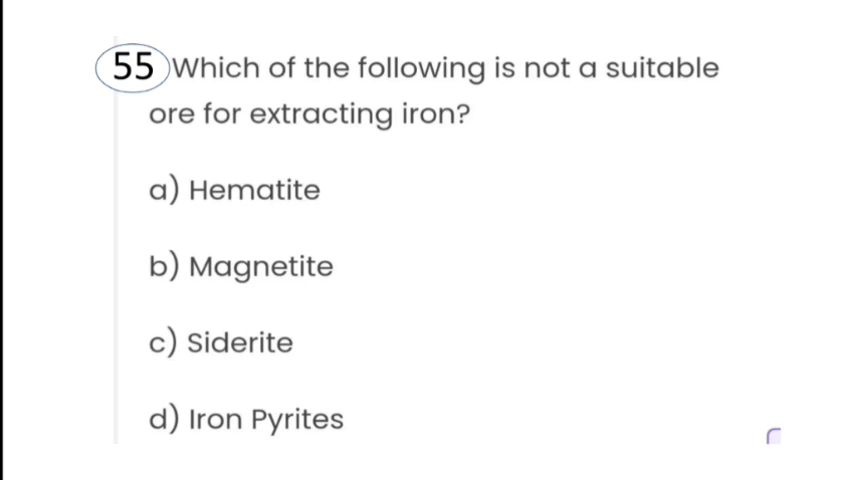 55 Which of the following is not a suitable
ore for extracting iron?
a) Hematite
b) Magnetite
c) Siderite
d) Iron Pyrites